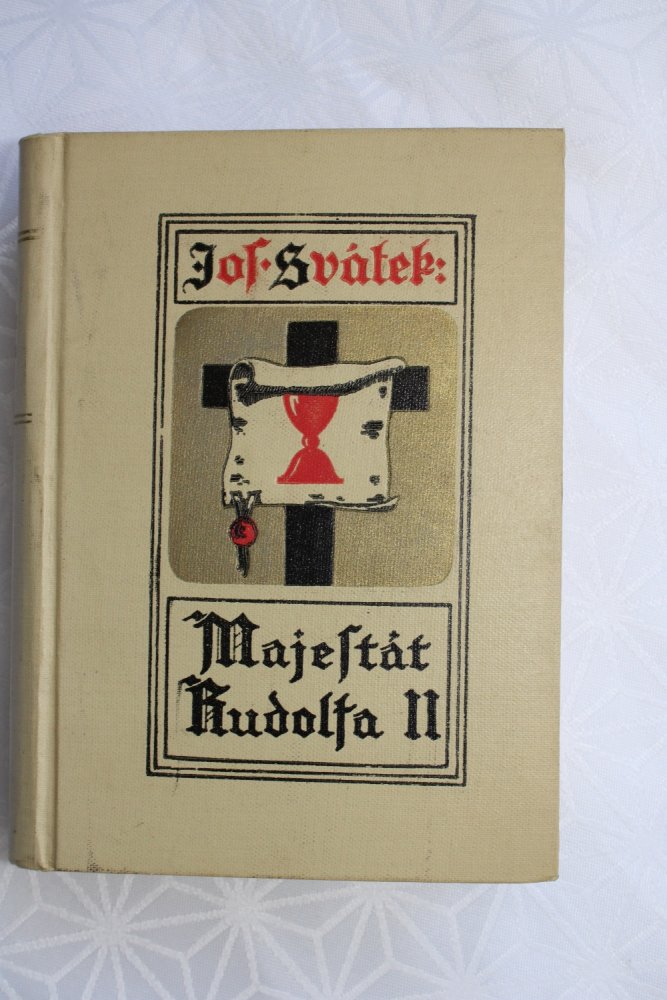 Jos. Svátek:
Majestát
Rudolfa II